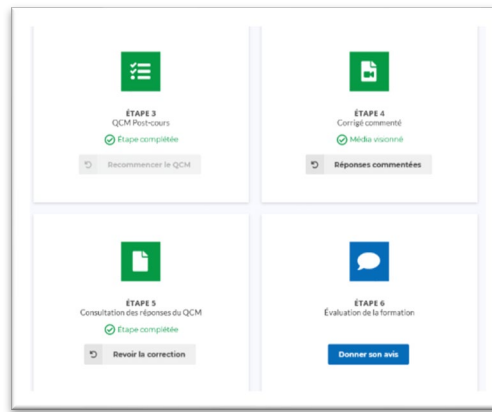 ÉTAPE 3
QCM Post-cours
Étape complétée
Recommencer le QCM
ÉTAPE 4
Corrigé commenté
Média visionné
Réponses commentées
ÉTAPE 5
Consultation des réponses du QCM
Étape complétée
Revoir la correction
ÉTAPE 6
Évaluation de la formation
Donner son avis